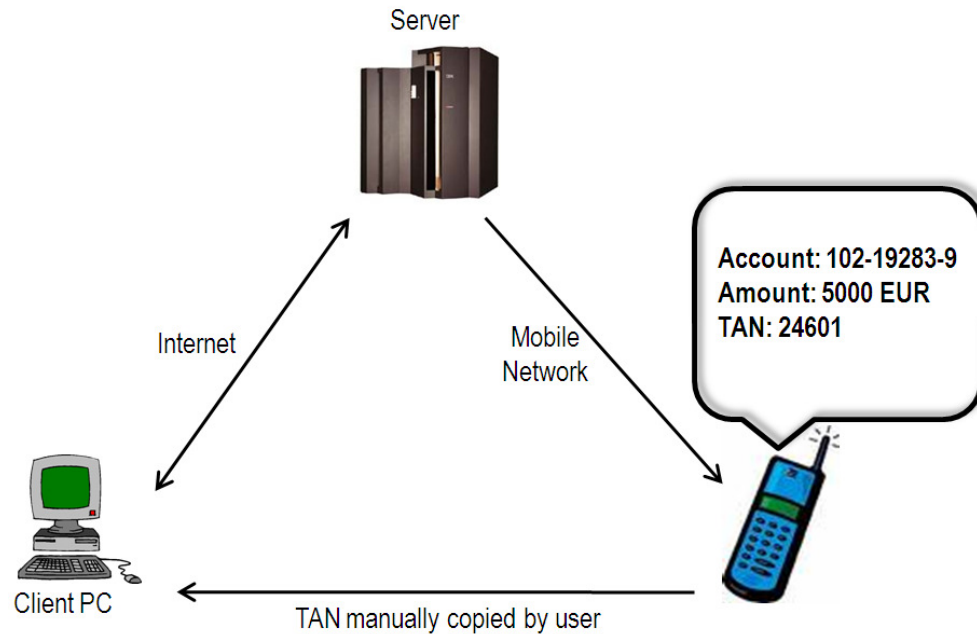 Server
Internet
Mobile
Network
Account: 102-19283-9
Amount: 5000 EUR
TAN: 24601
Client PC
TAN manually copied by user